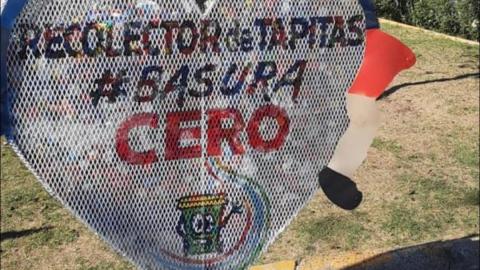 RECOLECTOR de TAPITAS
#BASURA
CERO